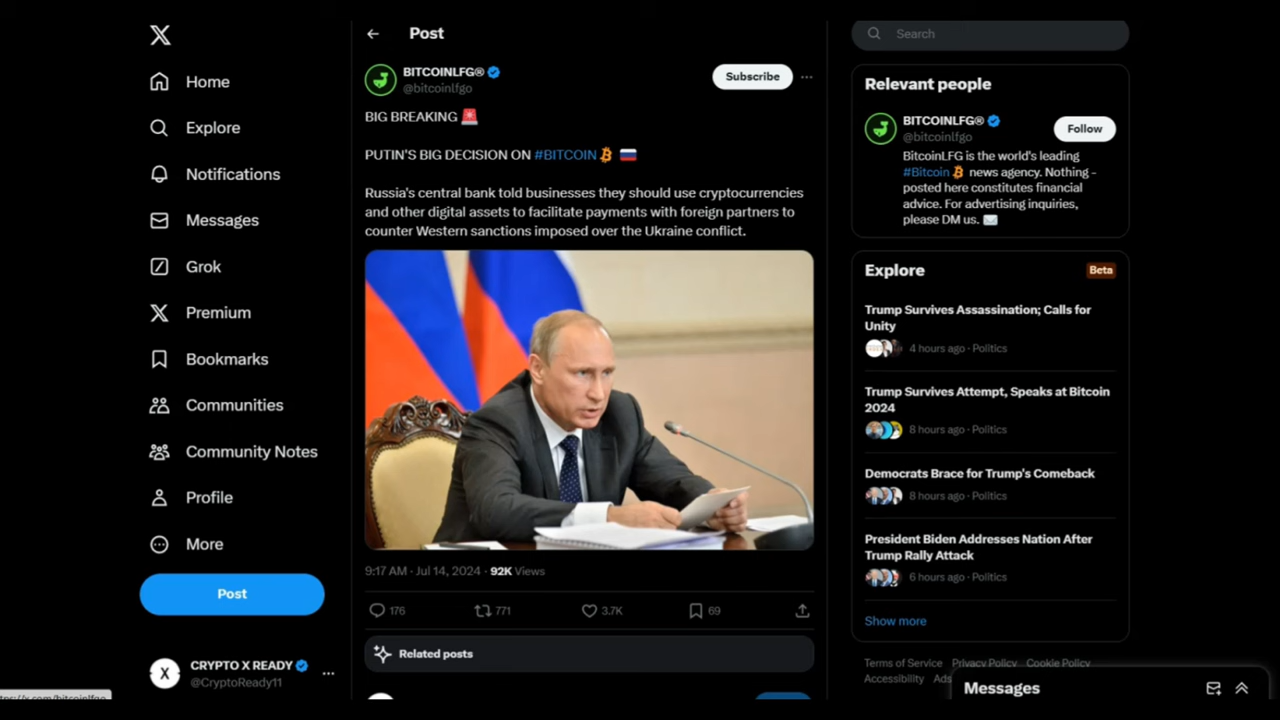 Home
Explore
Notifications
Messages
Grok
Premium
Bookmarks
Communities
Community Notes
Profile
More
Post
CRYPTO X READY
@CryptoReady11
Post
BITCOINLFG®
@bitcoinlfgo
Subscribe
BIG BREAKING 🚨
PUTIN'S BIG DECISION ON #BITCOIN 🇷🇺
Russia's central bank told businesses they should use cryptocurrencies
and other digital assets to facilitate payments with foreign partners to
counter Western sanctions imposed over the Ukraine conflict.
9:17 AM · Jul 14, 2024 · 92K Views
176 771 3.7K 69
Related posts
Search
Relevant people
BITCOINLFG®
@bitcoinlfgo
Follow
BitcoinLFG is the world's leading
#Bitcoin news agency. Nothing -
posted here constitutes financial
advice. For advertising inquiries,
please DM us. ✉️
Explore
Beta
Trump Survives Assassination; Calls for
Unity
4 hours ago · Politics
Trump Survives Attempt, Speaks at Bitcoin
2024
8 hours ago · Politics
Democrats Brace for Trump's Comeback
8 hours ago · Politics
President Biden Addresses Nation After
Trump Rally Attack
6 hours ago · Politics
Show more
Terms of Service Privacy Policy Cookie Policy
Accessibility Ads
Messages